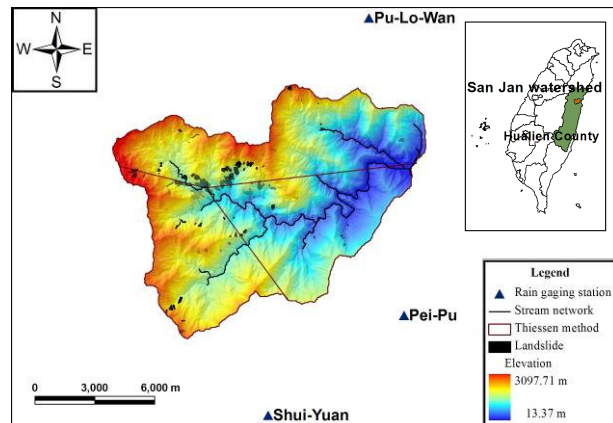 Pu-Lo-Wan
N
W E
S
San Jan watershed
Hualien County
Pei-Pu
Shui-Yuan
0 3,000 6,000 m
Legend
Rain gaging station
Stream network
Thiessen method
Landslide
Elevation
3097.71 m
13.37 m